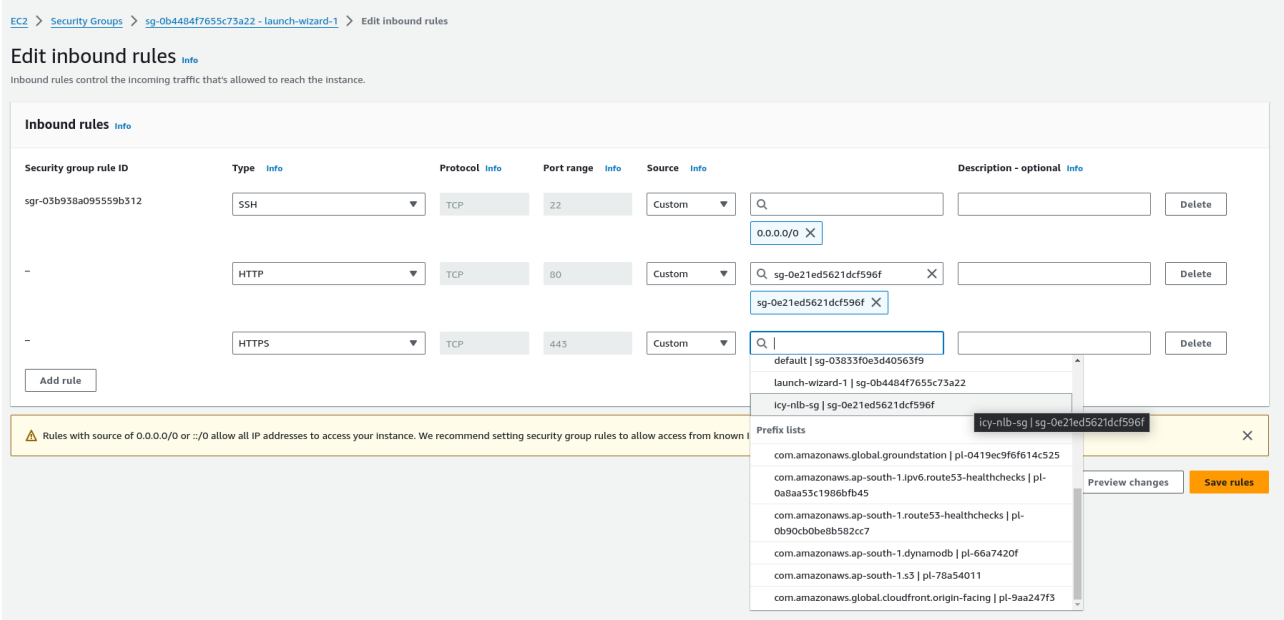 EC2 > Security Groups > sg-0b4484f7655c73a22 - launch-wizard-1 > Edit inbound rules
Edit inbound rules Info
Inbound rules control the incoming traffic that's allowed to reach the instance.
Inbound rules Info
Security group rule ID Type Info Protocol Info Port range Info Source Info Description - optional Info
sgr-03b938a095559b312 SSH TCP 22 Custom Delete
0.0.0.0/0
– HTTP TCP 80 Custom sg-0e21ed5621dcf596f Delete
sg-0e21ed5621dcf596f
– HTTPS TCP 443 Custom Delete
default | sg-03833f0e3d40563f9
Add rule
launch-wizard-1 | sg-0b4484f7655c73a22
icy-nlb-sg | sg-0e21ed5621dcf596f
icy-nlb-sg | sg-0e21ed5621dcf596f
Rules with source of 0.0.0.0/0 or ::/0 allow all IP addresses to access your instance. We recommend setting security group rules to allow access from known
Prefix lists
com.amazonaws.global.groundstation | pl-0419ec9f6f614c525
com.amazonaws.ap-south-1.ipv6.route53-healthchecks | pl-
0a8aa53c1986bfb45
com.amazonaws.ap-south-1.route53-healthchecks | pl-
0b90cb0be8b582cc7
com.amazonaws.ap-south-1.dynamodb | pl-66a7420f
com.amazonaws.ap-south-1.s3 | pl-78a54011
com.amazonaws.global.cloudfront.origin-facing | pl-9aa247f3
Preview changes Save rules